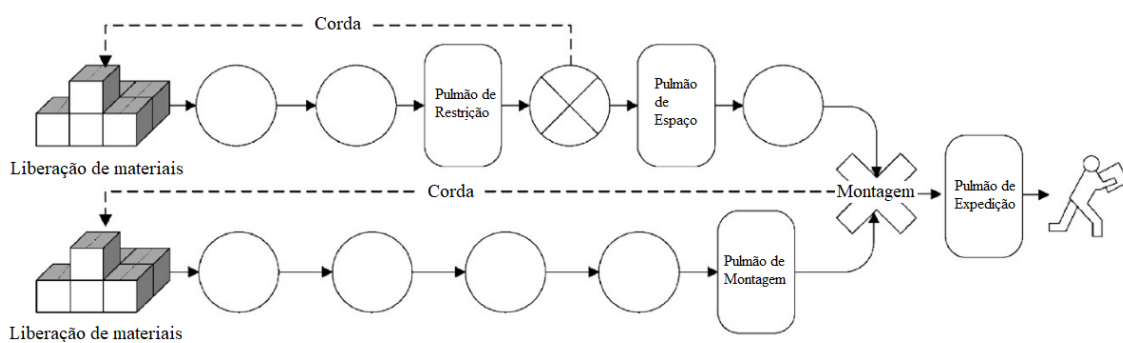 Corda
Pulmão de
Restrição
Pulmão
de
Espaço
Liberação de materiais
Corda
Montagem
Pulmão de
Expedição
Pulmão de
Montagem
Liberação de materiais